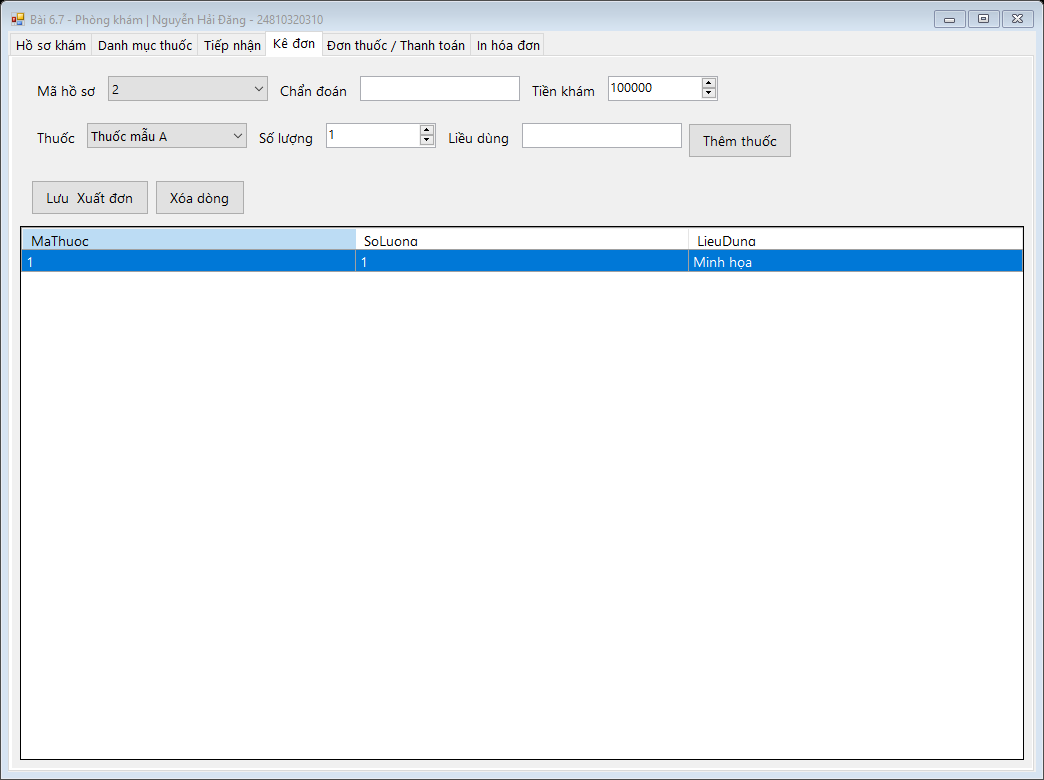 Bài 6.7 - Phòng khám | Nguyễn Hải Đăng - 24810320310
Hồ sơ khám Danh mục thuốc Tiếp nhận Kê đơn Đơn thuốc / Thanh toán In hóa đơn
Mã hồ sơ 2 Chẩn đoán Tiền khám 100000
Thuốc Thuốc mẫu A Số lượng 1 Liều dùng Thêm thuốc
Lưu Xuất đơn Xóa dòng
MaThuoc SoLuong LieuDung
1 1 Minh họa